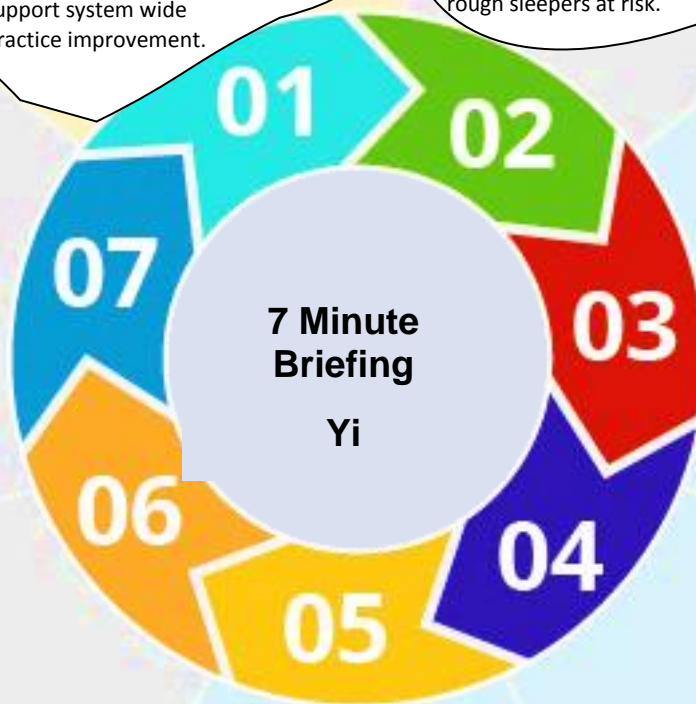 upport system wide
ractice improvement.
rough sleepers at risk.
01
02
03
04
05
06
07
7 Minute
Briefing
Yi